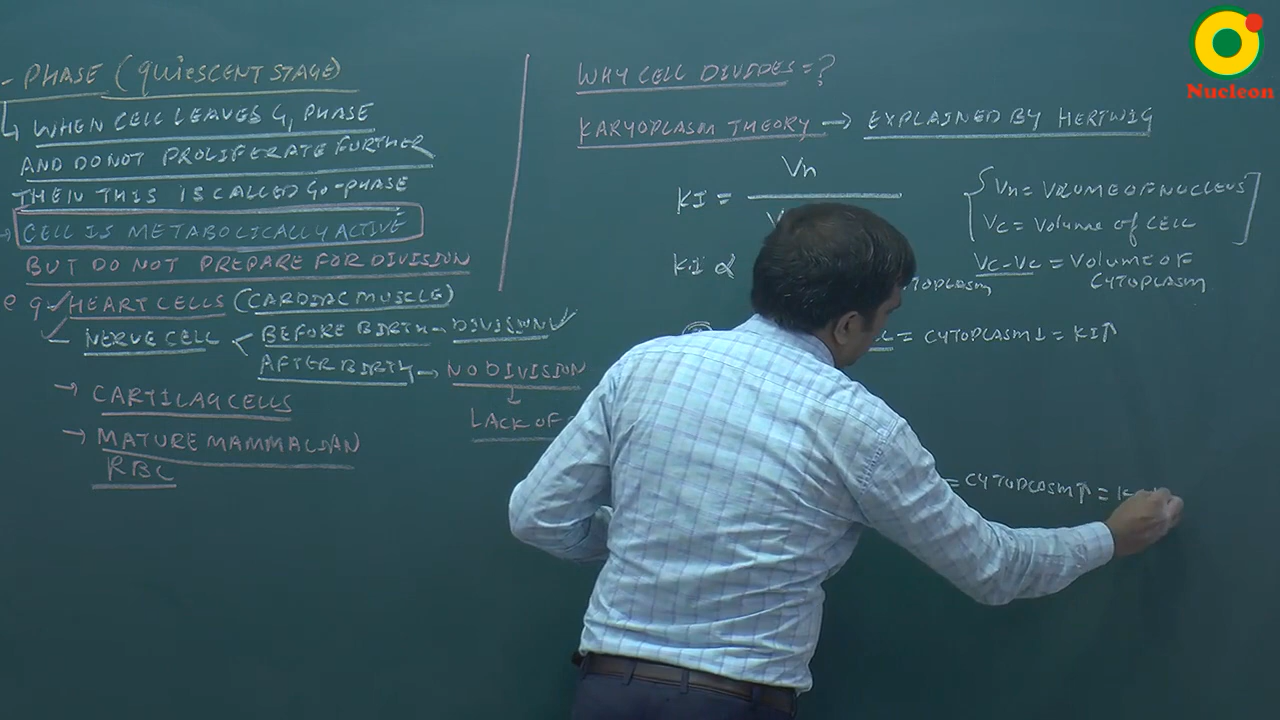 - PHASE (QUIESCENT STAGE)
WHEN CELL LEAVES G1 PHASE
AND DO NOT PROLIFERATE FURTHER
THEN THIS IS CALLED G0-PHASE
CELL IS METABOLICALLY ACTIVE
BUT DO NOT PREPARE FOR DIVISION
eg HEART CELLS (CARDIAC MUSCLE)
NERVE CELL < BEFORE BIRTH - DIVISION ✓
AFTER BIRTH → NO DIVISION
LACK OF
→ CARTILAG CELLS
→ MATURE MAMMALIAN
RBC
WHY CELL DIVIDES = ?
KARYOPLASM THEORY → EXPLAINED BY HERTWIG
KI = Vn
Vn = VOLUME OF NUCLEUS
Vc = Volume of CELL
Vc-Vc = Volume OF
CYTOPLASM
KI ∝
TOPLASM
= CYTOPLASM↓ = KI↑
= CYTOPLASM↑ =
Nucleon